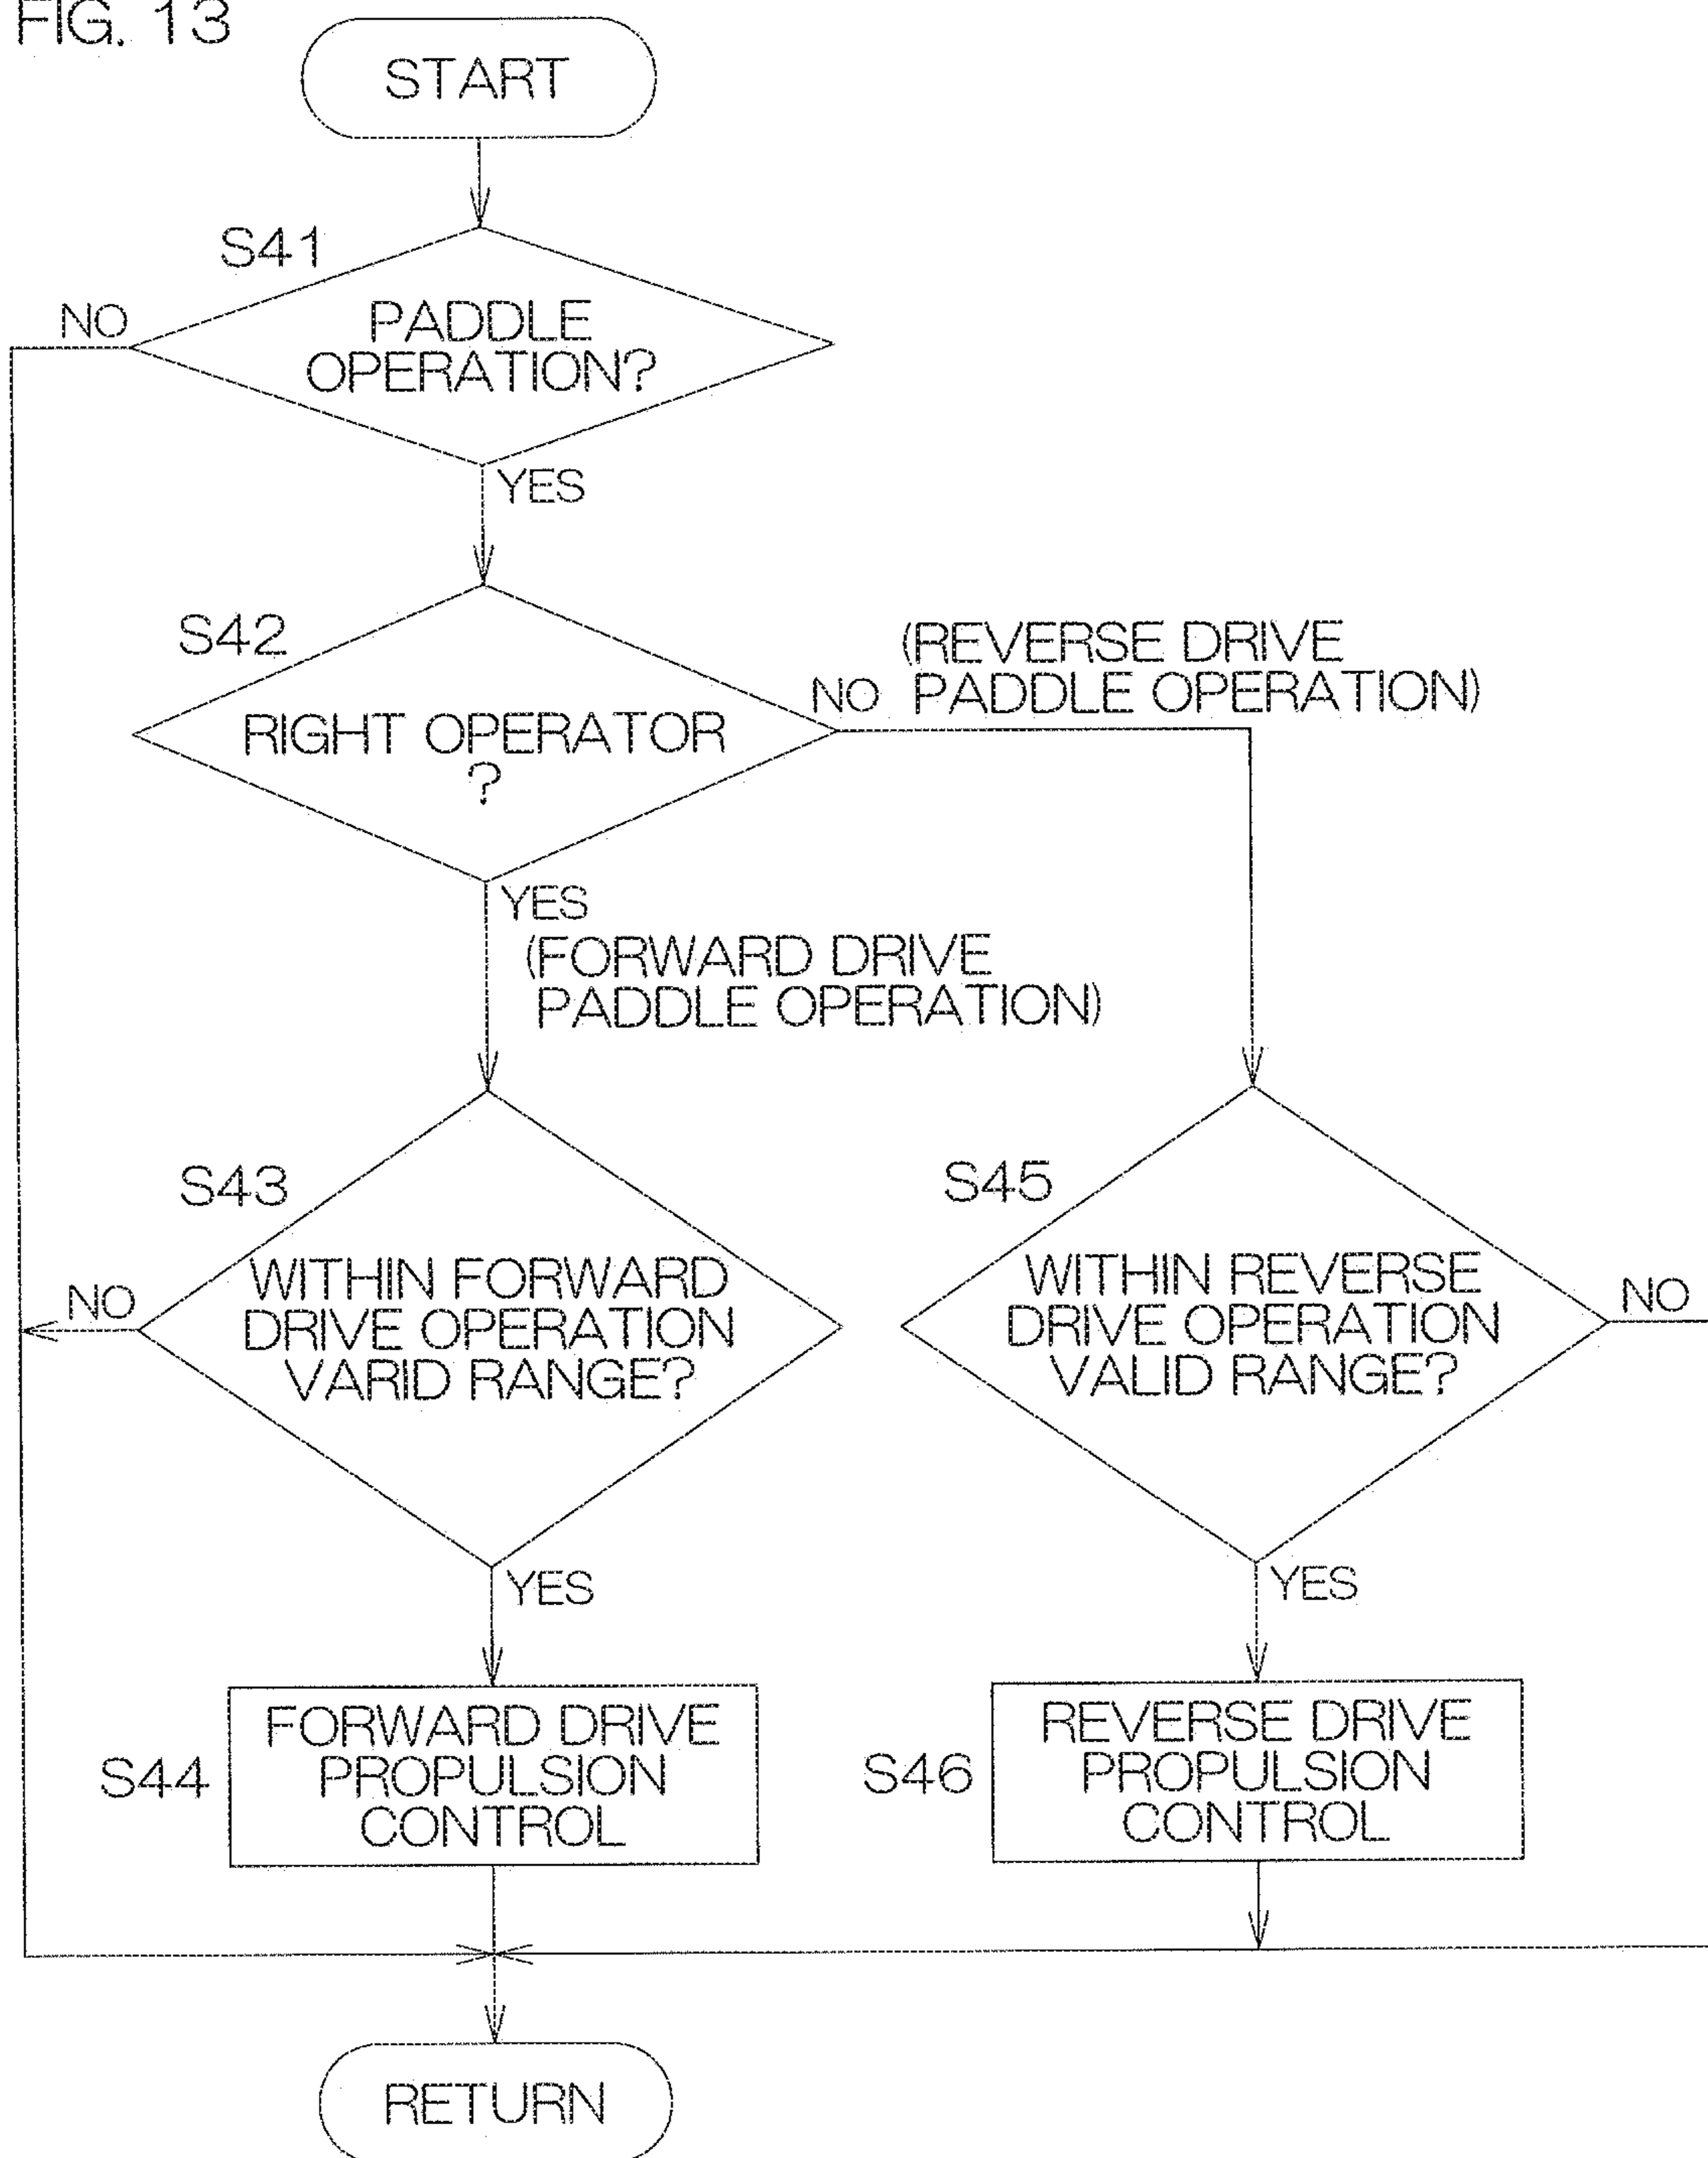 FIG. 13
START
S41
NO
PADDLE
OPERATION?
YES
S42
RIGHT OPERATOR
?
NO
(REVERSE DRIVE
PADDLE OPERATION)
YES
(FORWARD DRIVE
PADDLE OPERATION)
S43
NO
WITHIN FORWARD
DRIVE OPERATION
VARID RANGE?
S45
WITHIN REVERSE
DRIVE OPERATION
VALID RANGE?
NO
YES
YES
S44
FORWARD DRIVE
PROPULSION
CONTROL
S46
REVERSE DRIVE
PROPULSION
CONTROL
RETURN